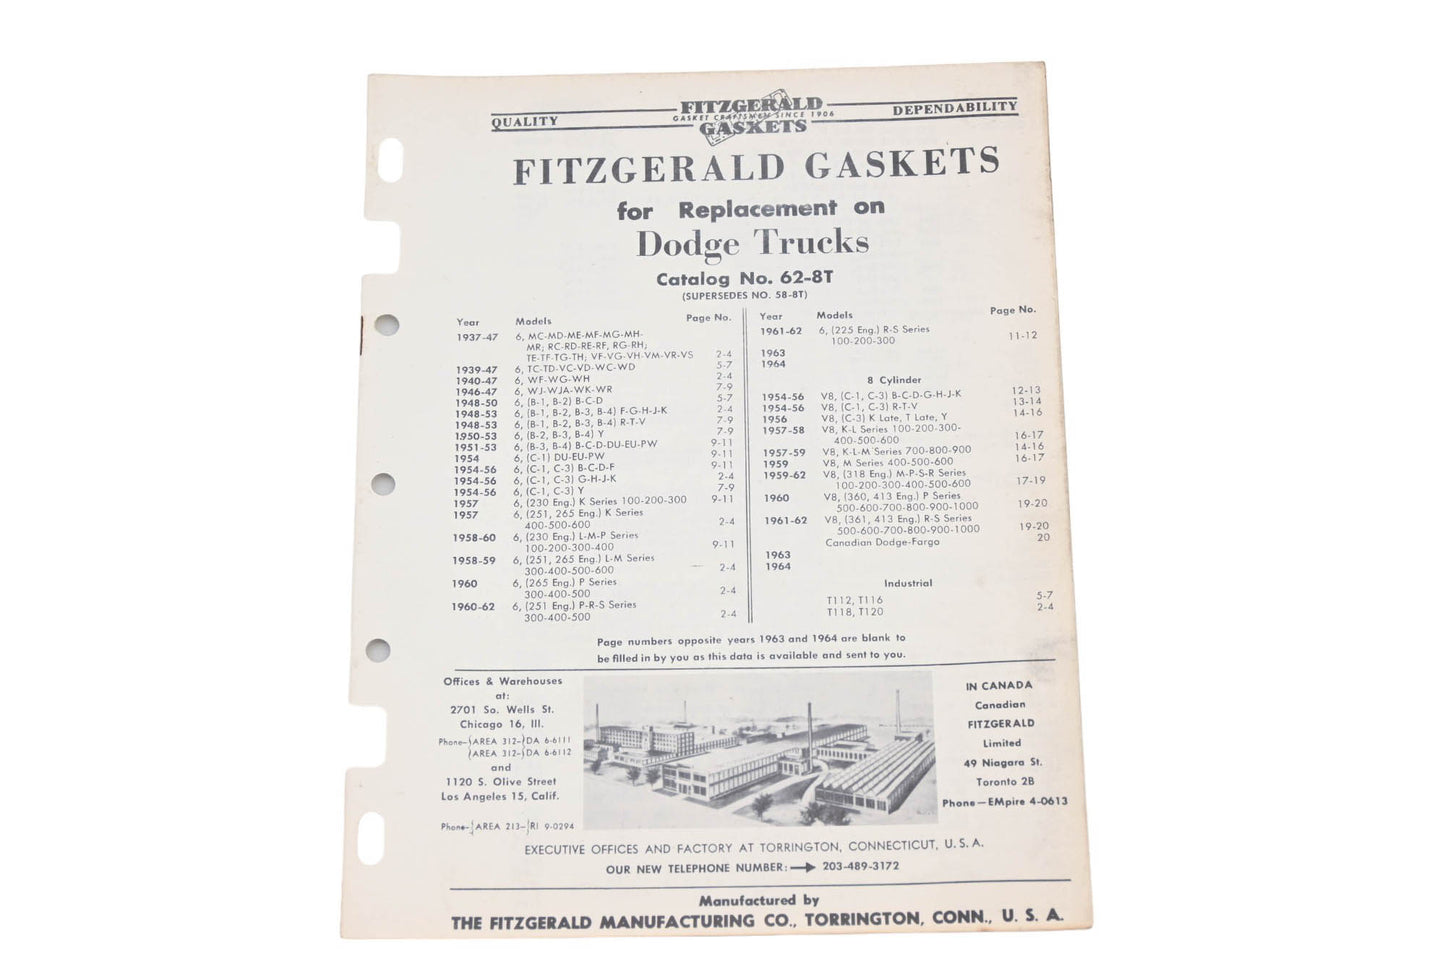 QUALITY
FITZGERALD
GASKET CRAFTSMEN SINCE 1906
GASKETS
DEPENDABILITY
FITZGERALD GASKETS
for Replacement on
Dodge Trucks
Catalog No. 62-8T
(SUPERSEDES NO. 58-8T)
Year Models Page No.
1937-47 6, MC-MD-ME-MF-MG-MH-
MR; RC-RD-RE-RF, RG-RH;
TE-TF-TG-TH; VF-VG-VH-VM-VR-VS 2-4
1939-47 6, TC-TD-VC-VD-WC-WD 5-7
1940-47 6, WF-WG-WH 2-4
1946-47 6, WJ-WJA-WK-WR 7-9
1948-50 6, (B-1, B-2) B-C-D 5-7
1948-53 6, (B-1, B-2, B-3, B-4) F-G-H-J-K 2-4
1948-53 6, (B-1, B-2, B-3, B-4) R-T-V 7-9
1950-53 6, (B-2, B-3, B-4) Y 7-9
1951-53 6, (B-3, B-4) B-C-D-DU-EU-PW 9-11
1954 6, (C-1) DU-EU-PW 9-11
1954-56 6, (C-1, C-3) B-C-D-F 9-11
1954-56 6, (C-1, C-3) G-H-J-K 2-4
1954-56 6, (C-1, C-3) Y 7-9
1957 6, (230 Eng.) K Series 100-200-300 9-11
1957 6, (251, 265 Eng.) K Series
400-500-600 2-4
1958-60 6, (230 Eng.) L-M-P Series
100-200-300-400 9-11
1958-59 6, (251, 265 Eng.) L-M Series
300-400-500-600 2-4
1960 6, (265 Eng.) P Series
300-400-500 2-4
1960-62 6, (251 Eng.) P-R-S Series
300-400-500 2-4
Year Models Page No.
1961-62 6, (225 Eng.) R-S Series
100-200-300 11-12
1963
1964
8 Cylinder
1954-56 V8, (C-1, C-3) B-C-D-G-H-J-K 12-13
1954-56 V8, (C-1, C-3) R-T-V 13-14
1956 V8, (C-3) K Late, T Late, Y 14-16
1957-58 V8, K-L Series 100-200-300-
400-500-600 16-17
1957-59 V8, K-L-M Series 700-800-900 14-16
1959 V8, M Series 400-500-600 16-17
1959-62 V8, (318 Eng.) M-P-S-R Series
100-200-300-400-500-600 17-19
1960 V8, (360, 413 Eng.) P Series
500-600-700-800-900-1000 19-20
1961-62 V8, (361, 413 Eng.) R-S Series
500-600-700-800-900-1000 19-20
Canadian Dodge-Fargo 20
1963
1964
Industrial
T112, T116 5-7
T118, T120 2-4
Page numbers opposite years 1963 and 1964 are blank to
be filled in by you as this data is available and sent to you.
Offices & Warehouses
at:
2701 So. Wells St.
Chicago 16, Ill.
Phone-{AREA 312-}DA 6-6111
{AREA 312-}DA 6-6112
and
1120 S. Olive Street
Los Angeles 15, Calif.
Phone-{AREA 213-}RI 9-0294
IN CANADA
Canadian
FITZGERALD
Limited
49 Niagara St.
Toronto 2B
Phone—EMpire 4-0613
EXECUTIVE OFFICES AND FACTORY AT TORRINGTON, CONNECTICUT, U. S. A.
OUR NEW TELEPHONE NUMBER: → 203-489-3172
Manufactured by
THE FITZGERALD MANUFACTURING CO., TORRINGTON, CONN., U. S. A.